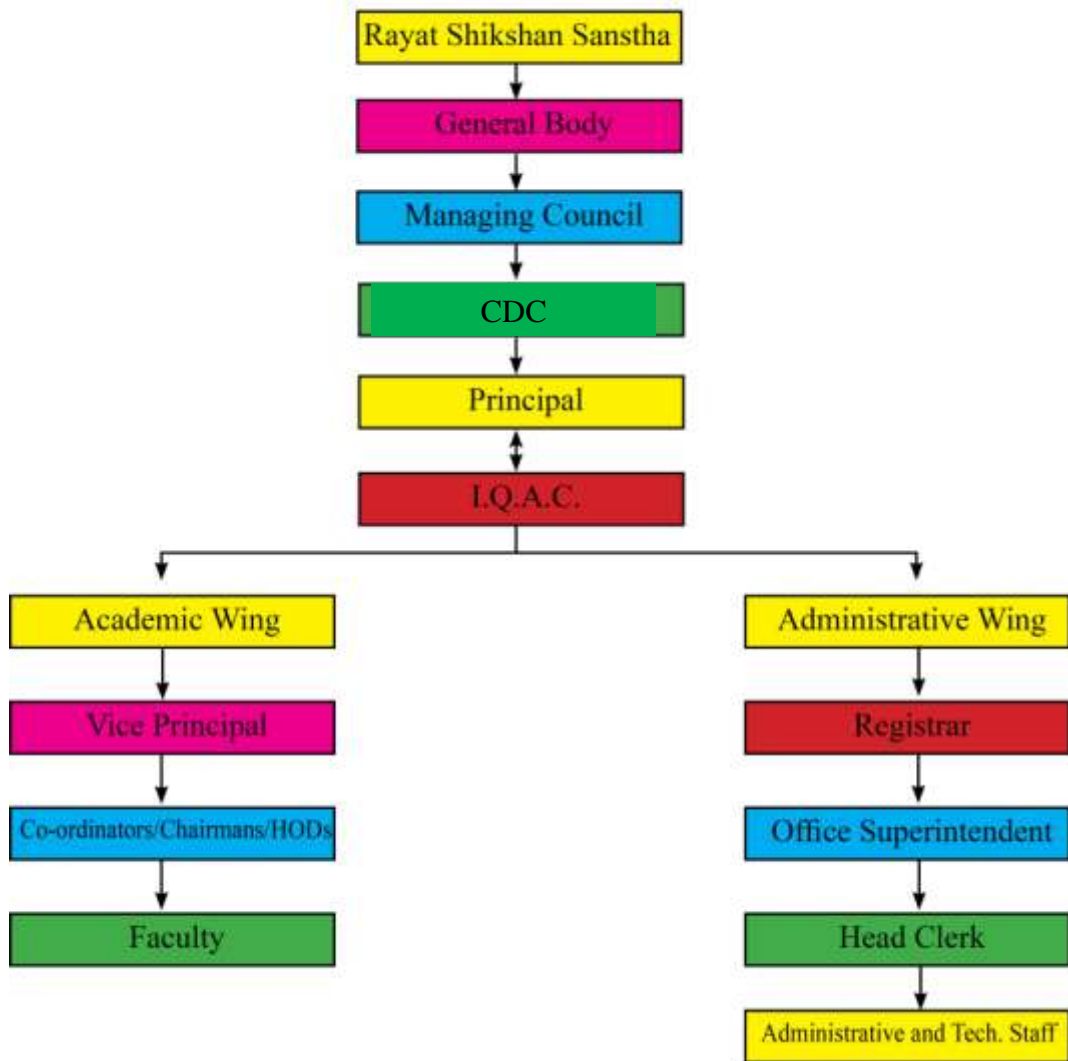 Rayat Shikshan Sanstha
General Body
Managing Council
CDC
Principal
I.Q.A.C.
Academic Wing
Administrative Wing
Vice Principal
Registrar
Co-ordinators/Chairmans/HODs
Office Superintendent
Faculty
Head Clerk
Administrative and Tech. Staff